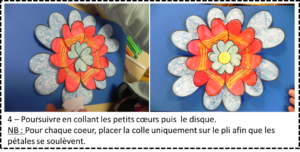 4 – Poursuivre en collant les petits cœurs puis le disque.
NB : Pour chaque coeur, placer la colle uniquement sur le pli afin que les
pétales se soulèvent.